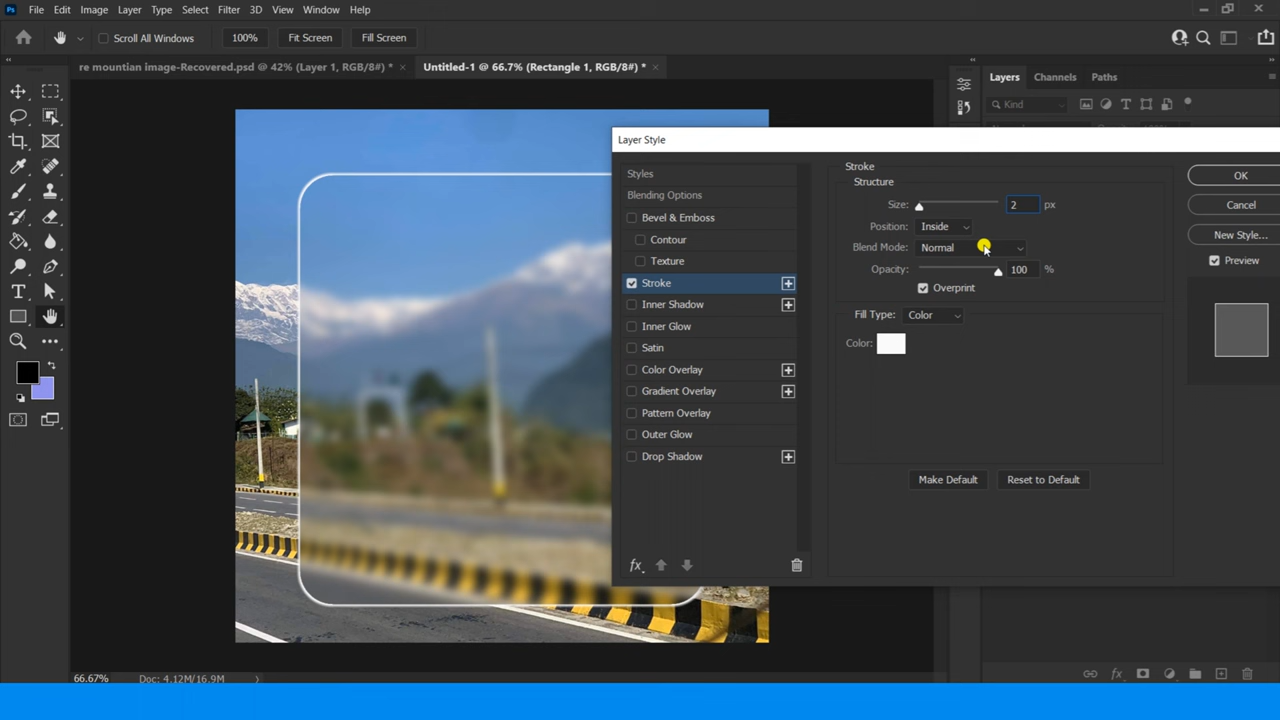 Ps File Edit Image Layer Type Select Filter 3D View Window Help
Scroll All Windows 100% Fit Screen Fill Screen
re mountian image-Recovered.psd @ 42% (Layer 1, RGB/8#) * Untitled-1 @ 66.7% (Rectangle 1, RGB/8#) *
Layers Channels Paths
Kind
Layer Style
Styles
Blending Options
Bevel & Emboss
Contour
Texture
Stroke
Inner Shadow
Inner Glow
Satin
Color Overlay
Gradient Overlay
Pattern Overlay
Outer Glow
Drop Shadow
fx
Stroke
Structure
Size: 2 px
Position: Inside
Blend Mode: Normal
Opacity: 100 %
Overprint
Fill Type: Color
Color:
Make Default Reset to Default
OK
Cancel
New Style...
Preview
66.67% Doc: 4.12M/16.9M
fx